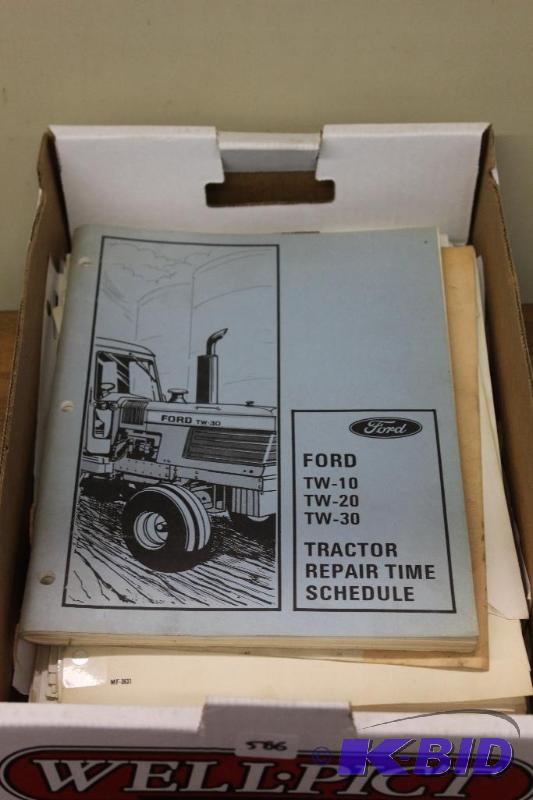 FORD TW-30
Ford
FORD
TW-10
TW-20
TW-30
TRACTOR
REPAIR TIME
SCHEDULE
MF-3631
586
WELL·PICT
© K-BID